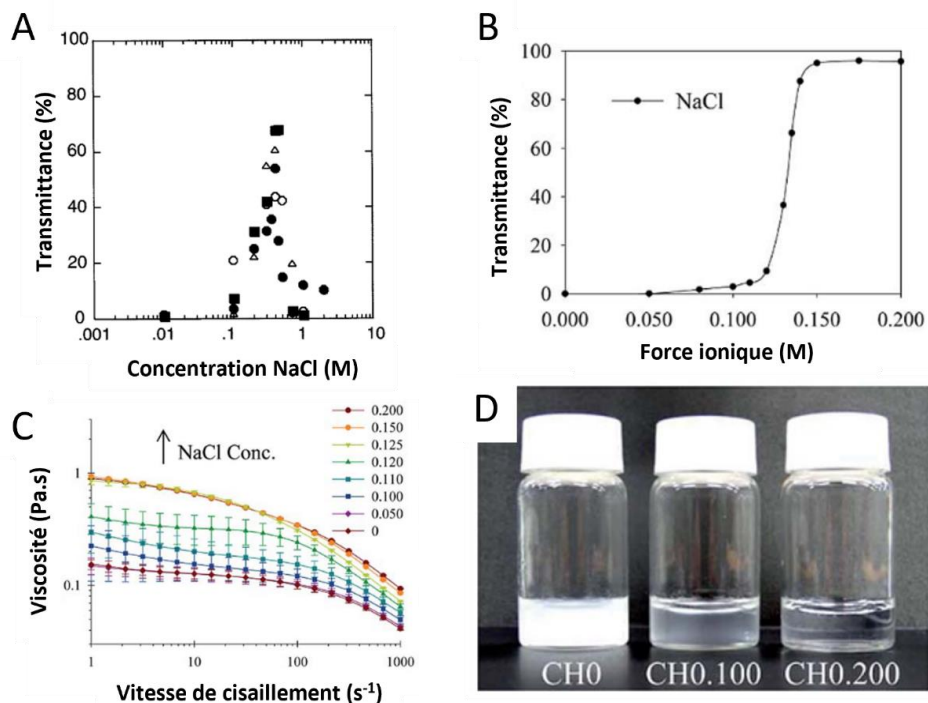 A
Transmittance (%)
100
80
60
40
20
0
.001
.01
.1
1
10
Concentration NaCl (M)
B
Transmittance (%)
100
80
60
40
20
0
NaCl
0.000
0.050
0.100
0.150
0.200
Force ionique (M)
C
Viscosité (Pa.s)
1
0.1
NaCl Conc.
0.200
0.150
0.125
0.120
0.110
0.100
0.050
0
1
10
100
1000
Vitesse de cisaillement (s⁻¹)
D
CH0
CH0.100
CH0.200